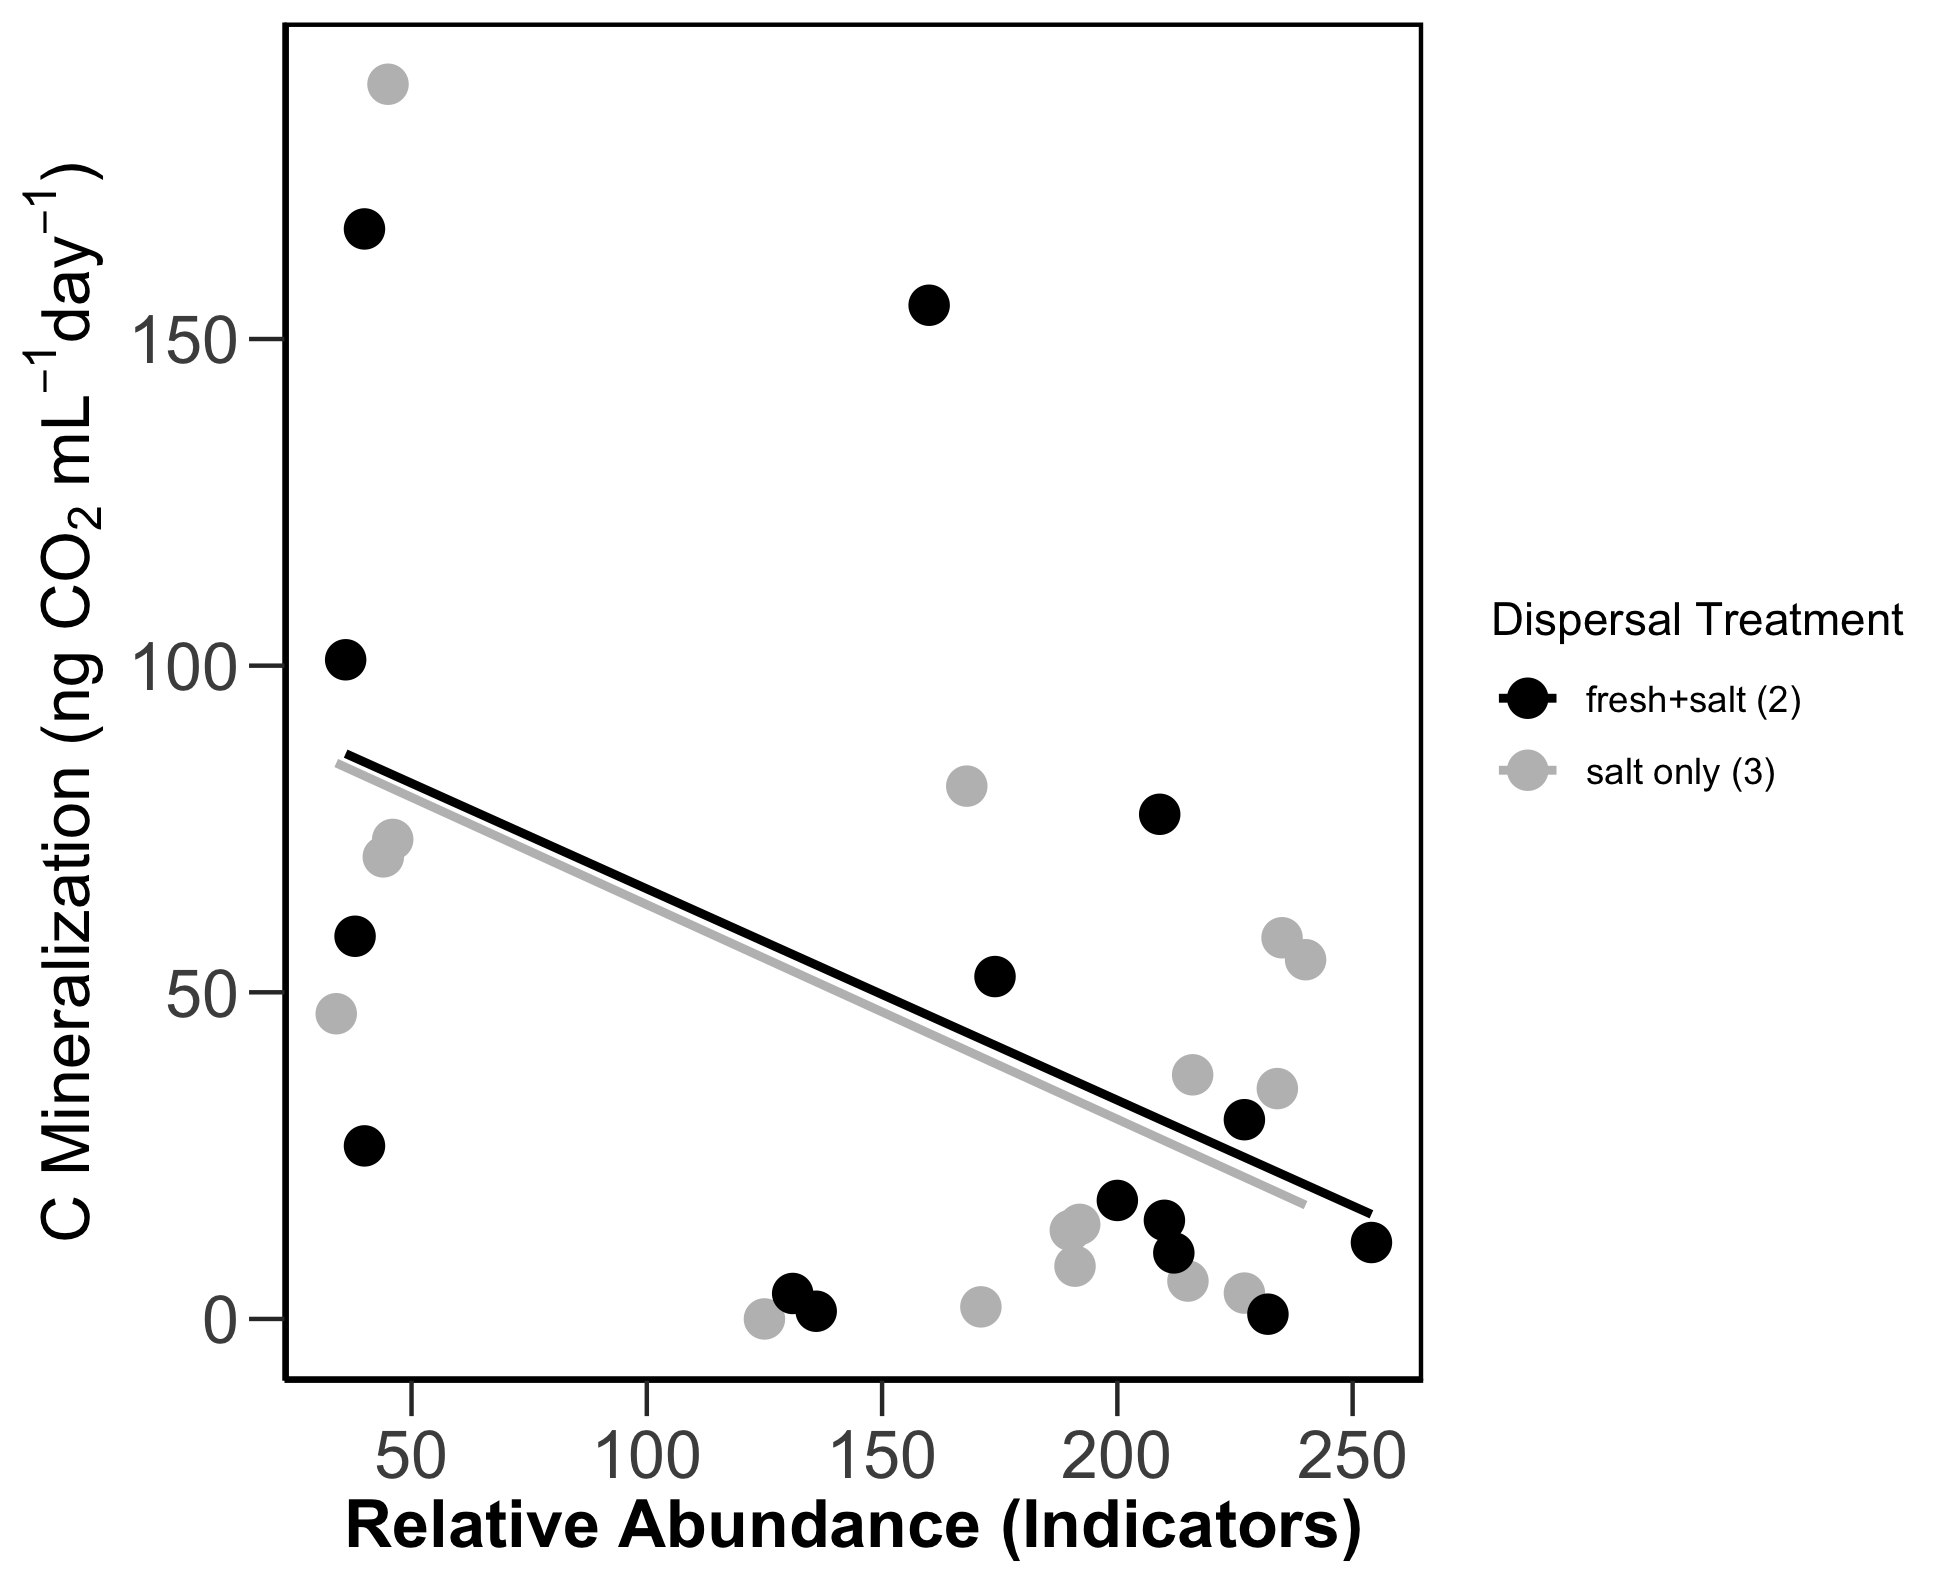 C Mineralization (ng CO₂ mL⁻¹day⁻¹)
150
100
50
0
50 100 150 200 250
Relative Abundance (Indicators)
Dispersal Treatment
fresh+salt (2)
salt only (3)